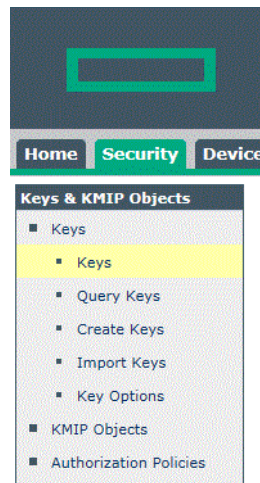 Home Security Device
Keys & KMIP Objects
Keys
Keys
Query Keys
Create Keys
Import Keys
Key Options
KMIP Objects
Authorization Policies